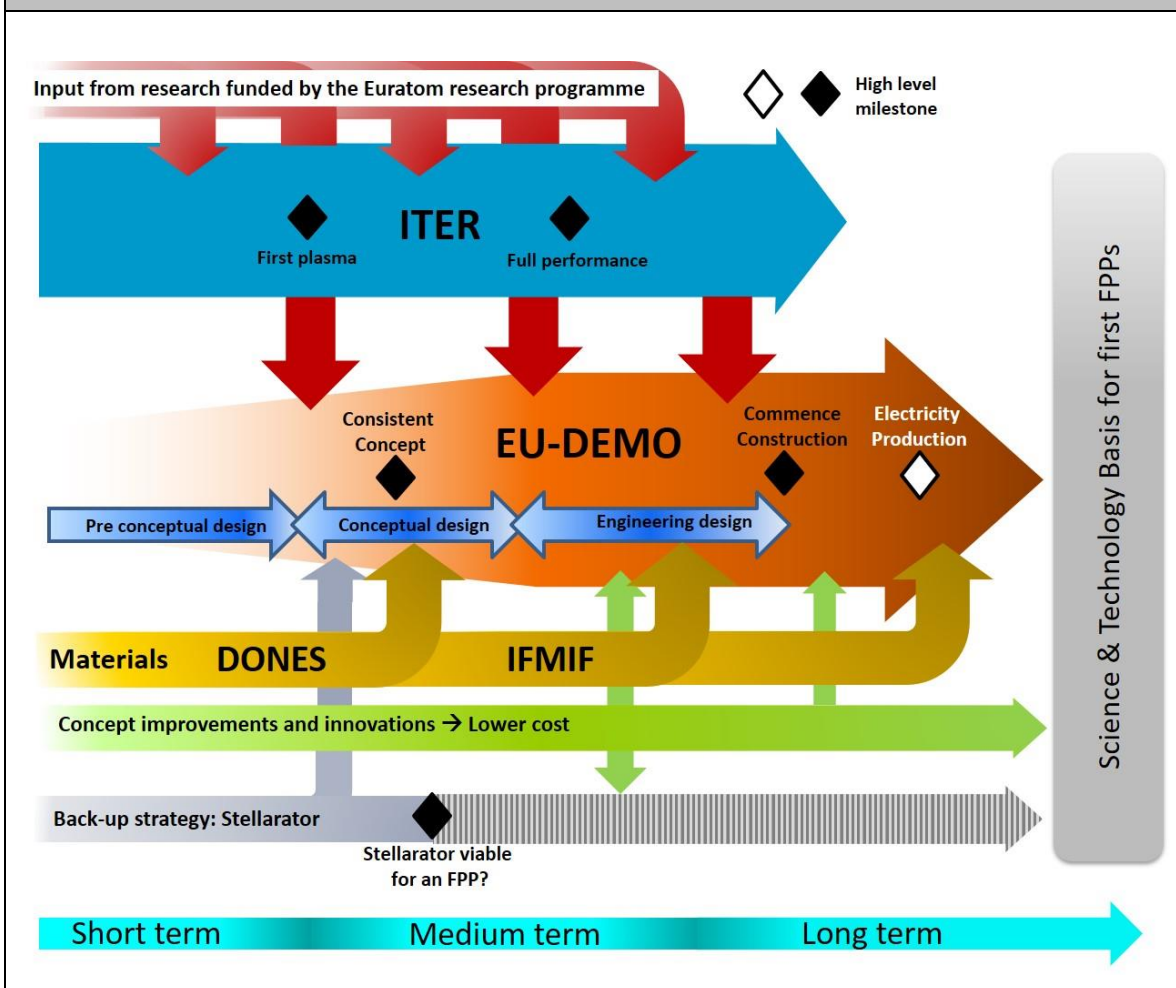 Input from research funded by the Euratom research programme
High level
milestone
ITER
First plasma
Full performance
Consistent
Concept
EU-DEMO
Commence
Construction
Electricity
Production
Pre conceptual design
Conceptual design
Engineering design
Materials
DONES
IFMIF
Concept improvements and innovations → Lower cost
Back-up strategy: Stellarator
Stellarator viable
for an FPP?
Short term
Medium term
Long term
Science & Technology Basis for first FPPs